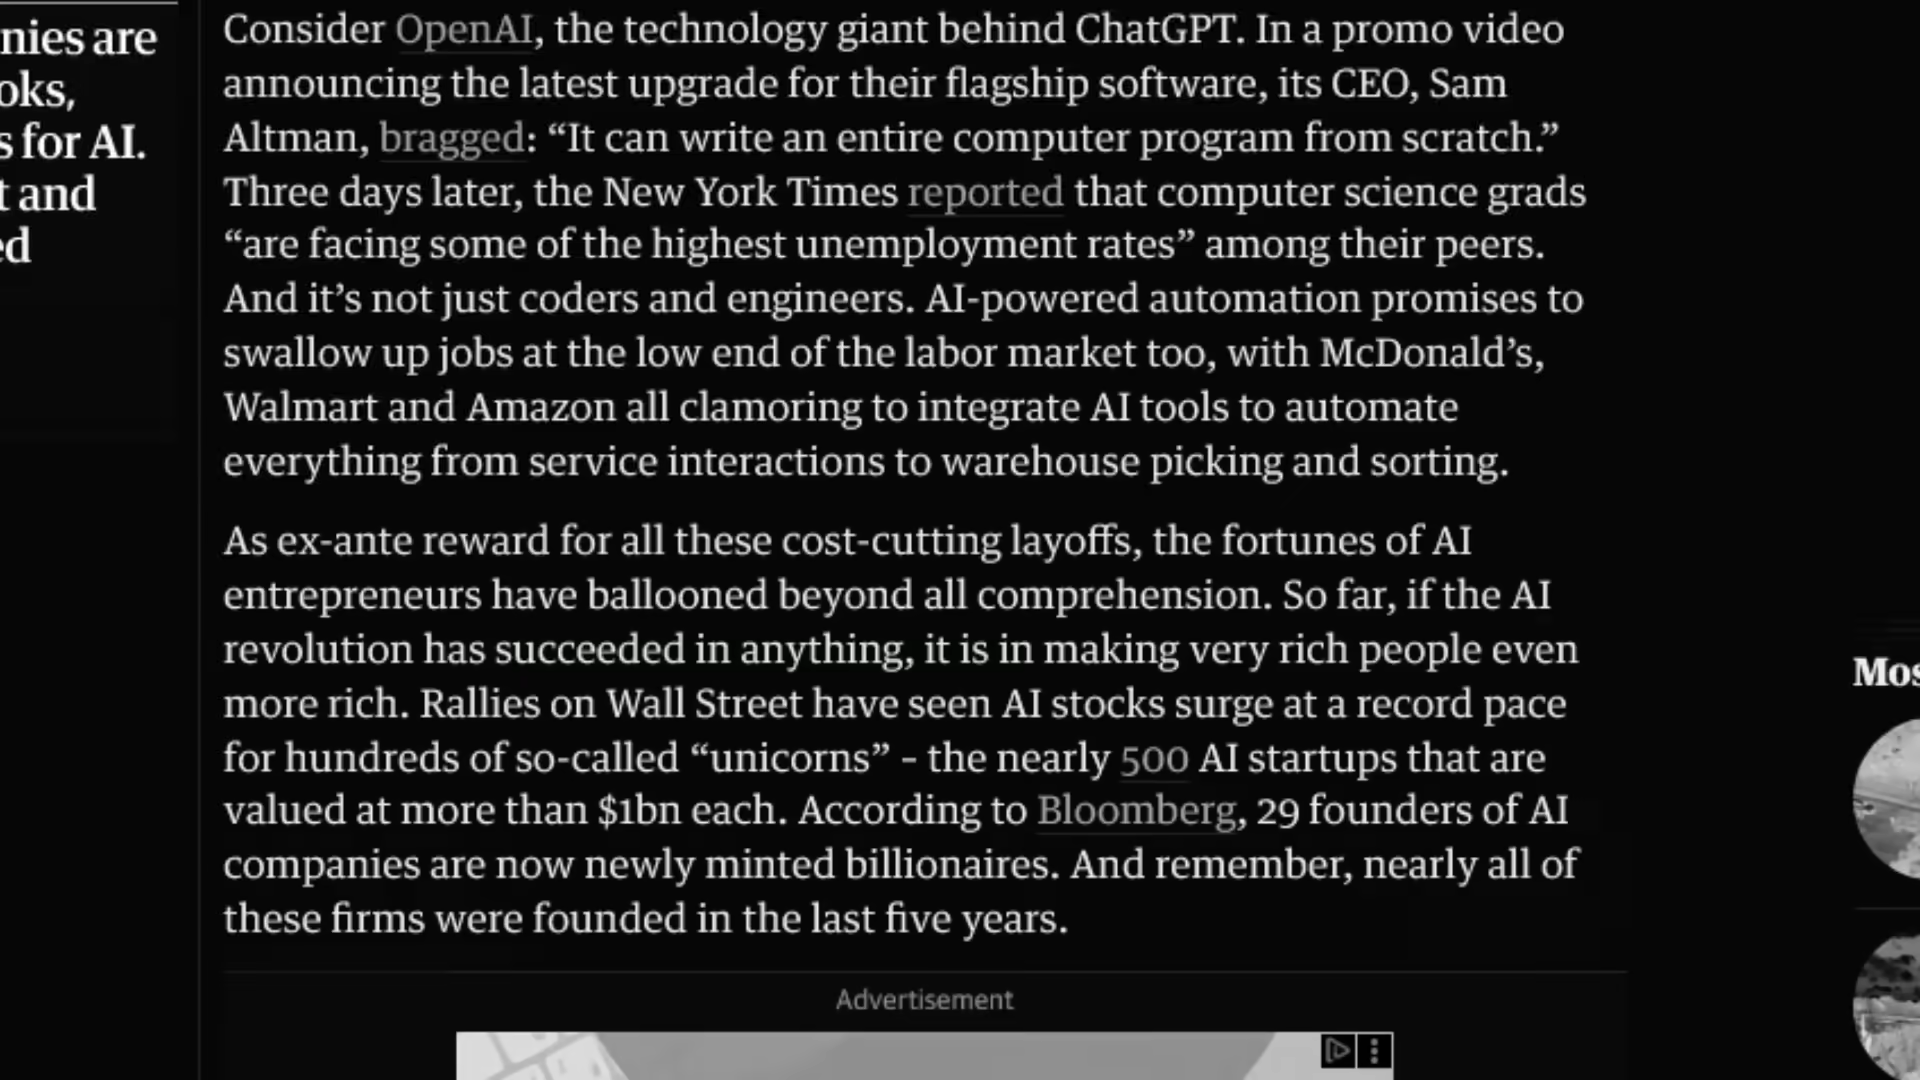 nies are
oks,
s for AI.
t and
ed
Consider OpenAI, the technology giant behind ChatGPT. In a promo video
announcing the latest upgrade for their flagship software, its CEO, Sam
Altman, bragged: “It can write an entire computer program from scratch.”
Three days later, the New York Times reported that computer science grads
“are facing some of the highest unemployment rates” among their peers.
And it’s not just coders and engineers. AI-powered automation promises to
swallow up jobs at the low end of the labor market too, with McDonald’s,
Walmart and Amazon all clamoring to integrate AI tools to automate
everything from service interactions to warehouse picking and sorting.
As ex-ante reward for all these cost-cutting layoffs, the fortunes of AI
entrepreneurs have ballooned beyond all comprehension. So far, if the AI
revolution has succeeded in anything, it is in making very rich people even
more rich. Rallies on Wall Street have seen AI stocks surge at a record pace
for hundreds of so-called “unicorns” – the nearly 500 AI startups that are
valued at more than $1bn each. According to Bloomberg, 29 founders of AI
companies are now newly minted billionaires. And remember, nearly all of
these firms were founded in the last five years.
Advertisement
Mos